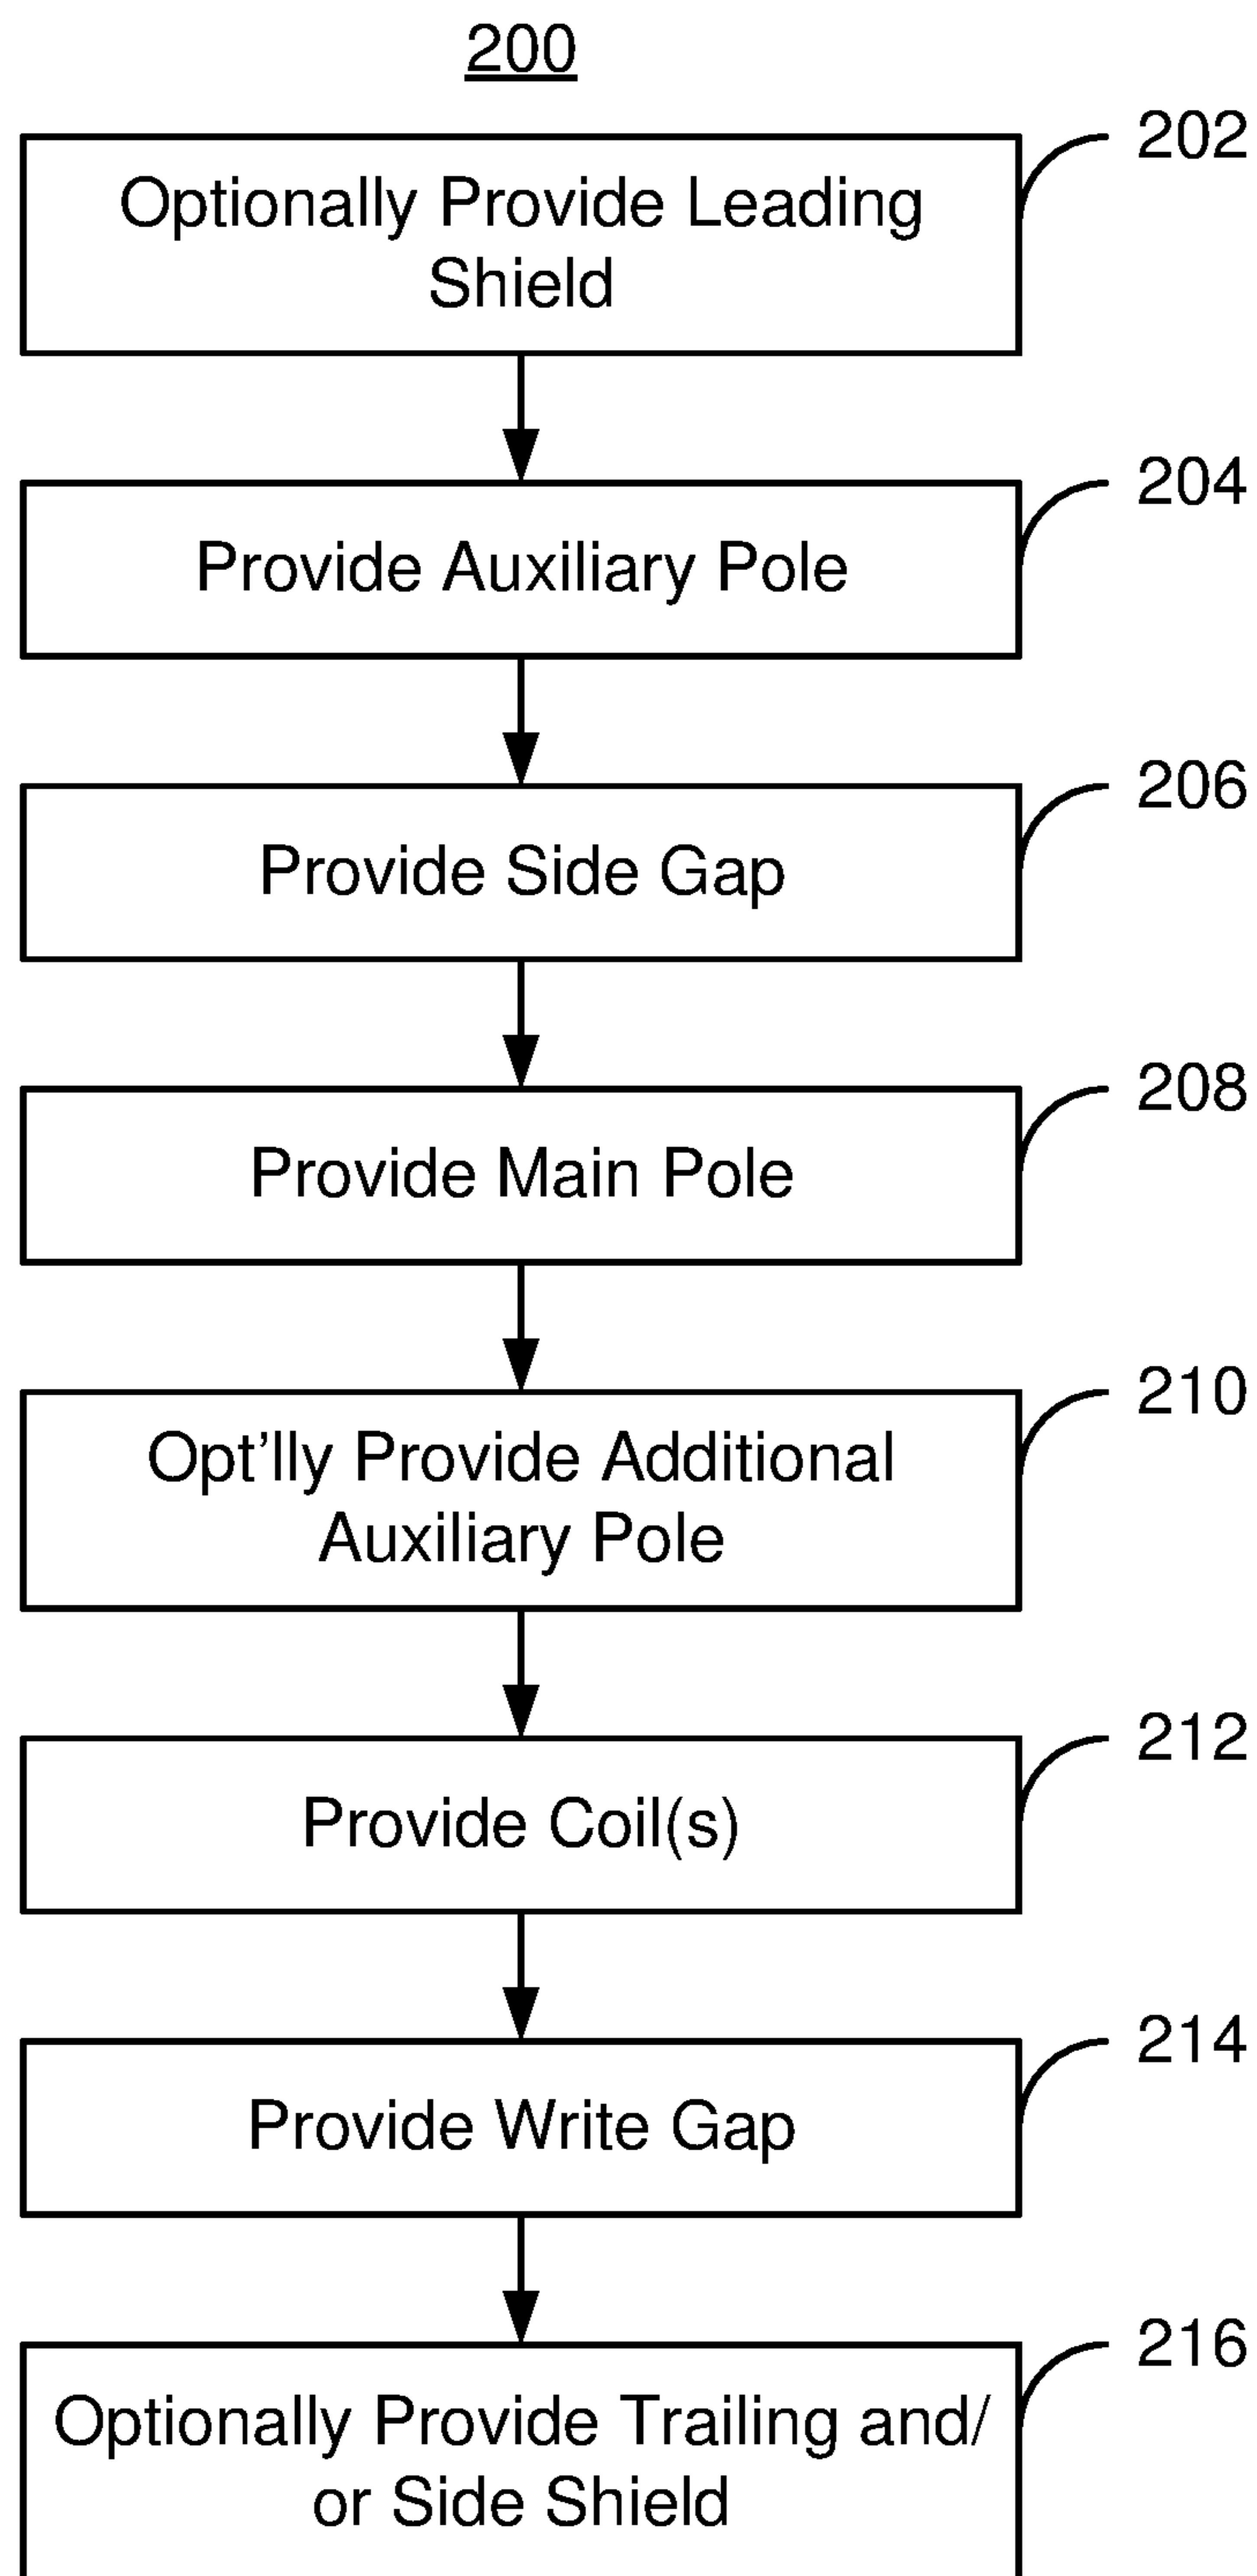 200
202
Optionally Provide Leading
Shield
204
Provide Auxiliary Pole
206
Provide Side Gap
208
Provide Main Pole
210
Opt’lly Provide Additional
Auxiliary Pole
212
Provide Coil(s)
214
Provide Write Gap
216
Optionally Provide Trailing and/
or Side Shield